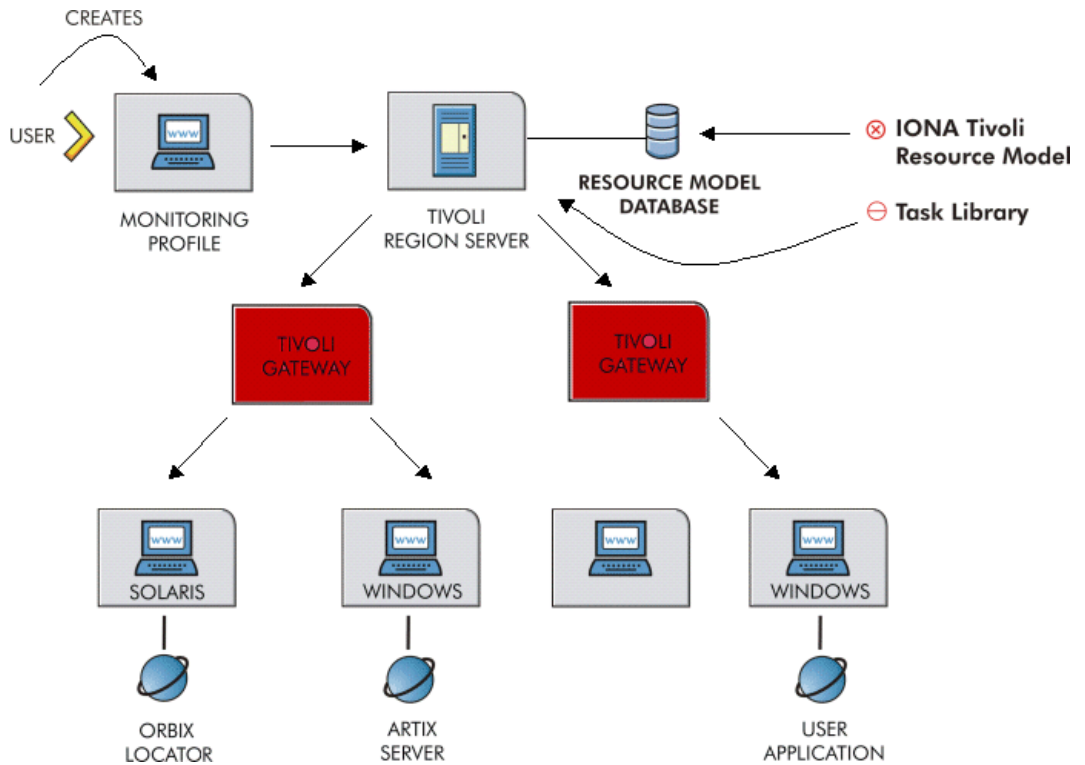 CREATES
USER
www
MONITORING
PROFILE
TIVOLI
REGION SERVER
RESOURCE MODEL
DATABASE
IONA Tivoli
Resource Model
Task Library
TIVOLI
GATEWAY
TIVOLI
GATEWAY
www
SOLARIS
www
WINDOWS
www
www
WINDOWS
ORBIX
LOCATOR
ARTIX
SERVER
USER
APPLICATION